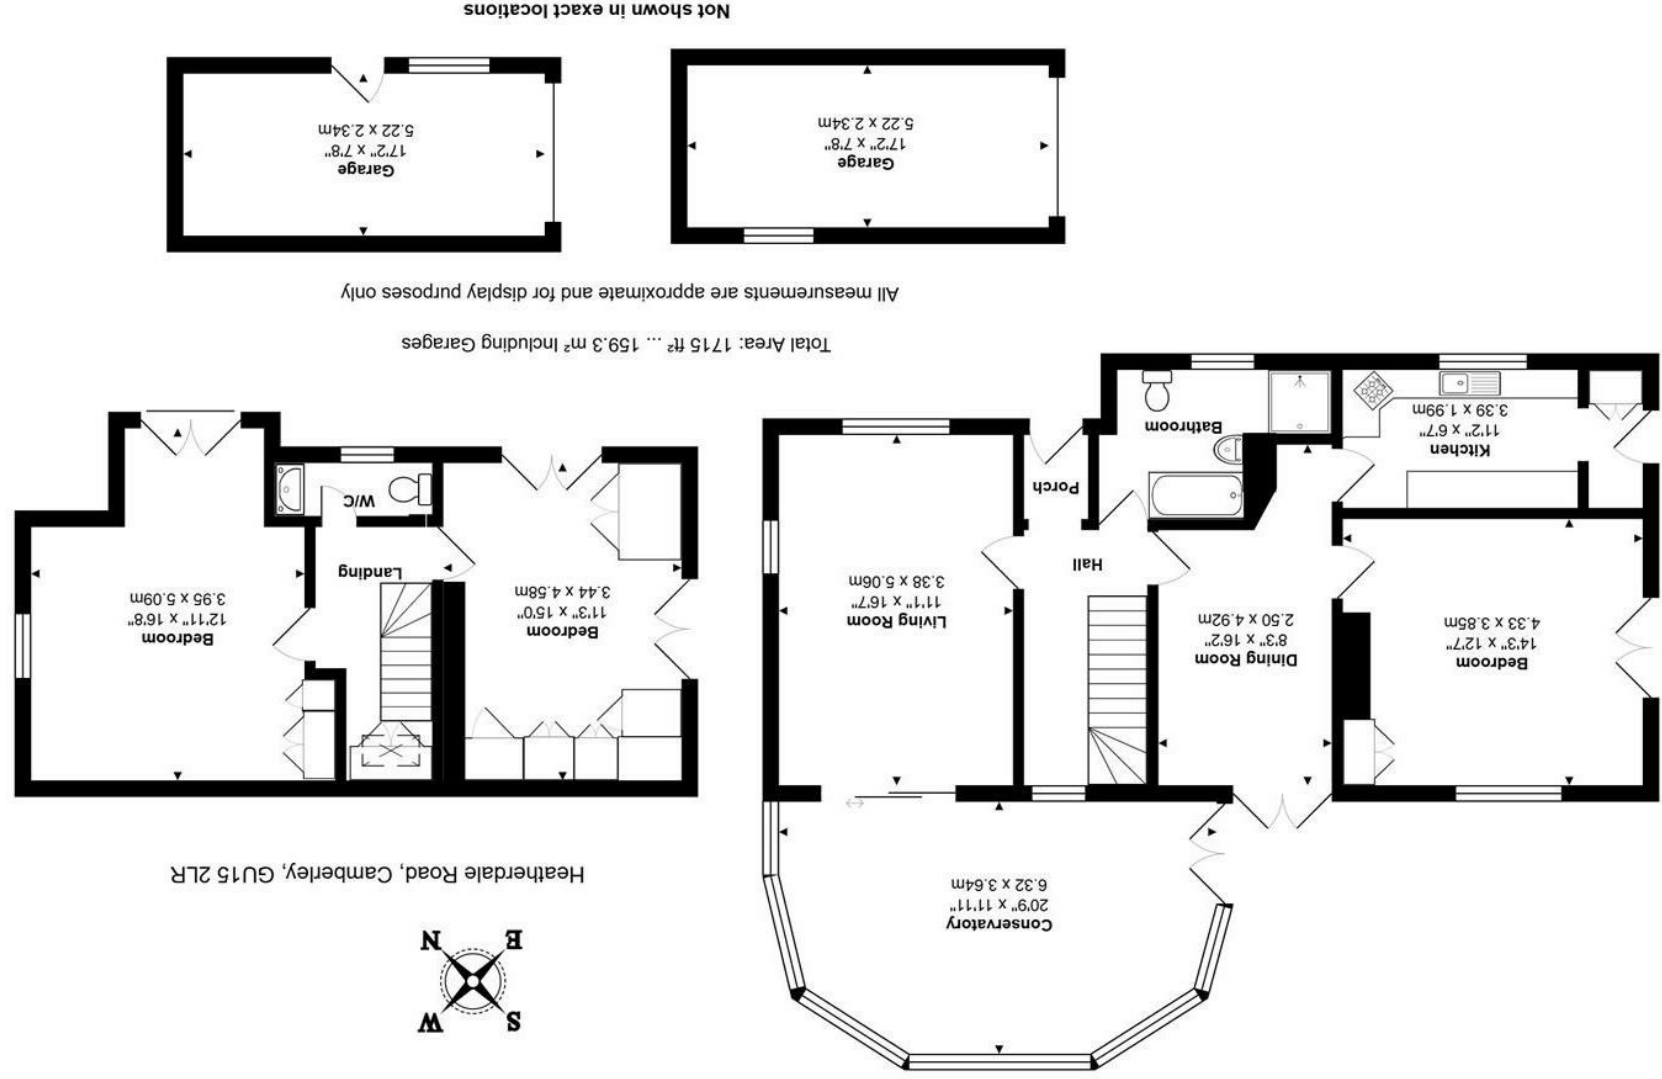 S
W
E
N
Conservatory
20'9" x 11'11"
6.32 x 3.64m
Heatherdale Road, Camberley, GU15 2LR
Bedroom
14'3" x 12'7"
4.33 x 3.85m
Dining Room
8'3" x 16'2"
2.50 x 4.92m
Hall
Living Room
11'1" x 16'7"
3.38 x 5.06m
Kitchen
11'2" x 6'7"
3.39 x 1.99m
Bathroom
Porch
Bedroom
11'3" x 15'0"
3.44 x 4.58m
Landing
W/C
Bedroom
12'11" x 16'8"
3.95 x 5.09m
Total Area: 1715 ft² ... 159.3 m² Including Garages
All measurements are approximate and for display purposes only
Garage
17'2" x 7'8"
5.22 x 2.34m
Garage
17'2" x 7'8"
5.22 x 2.34m
Not shown in exact locations